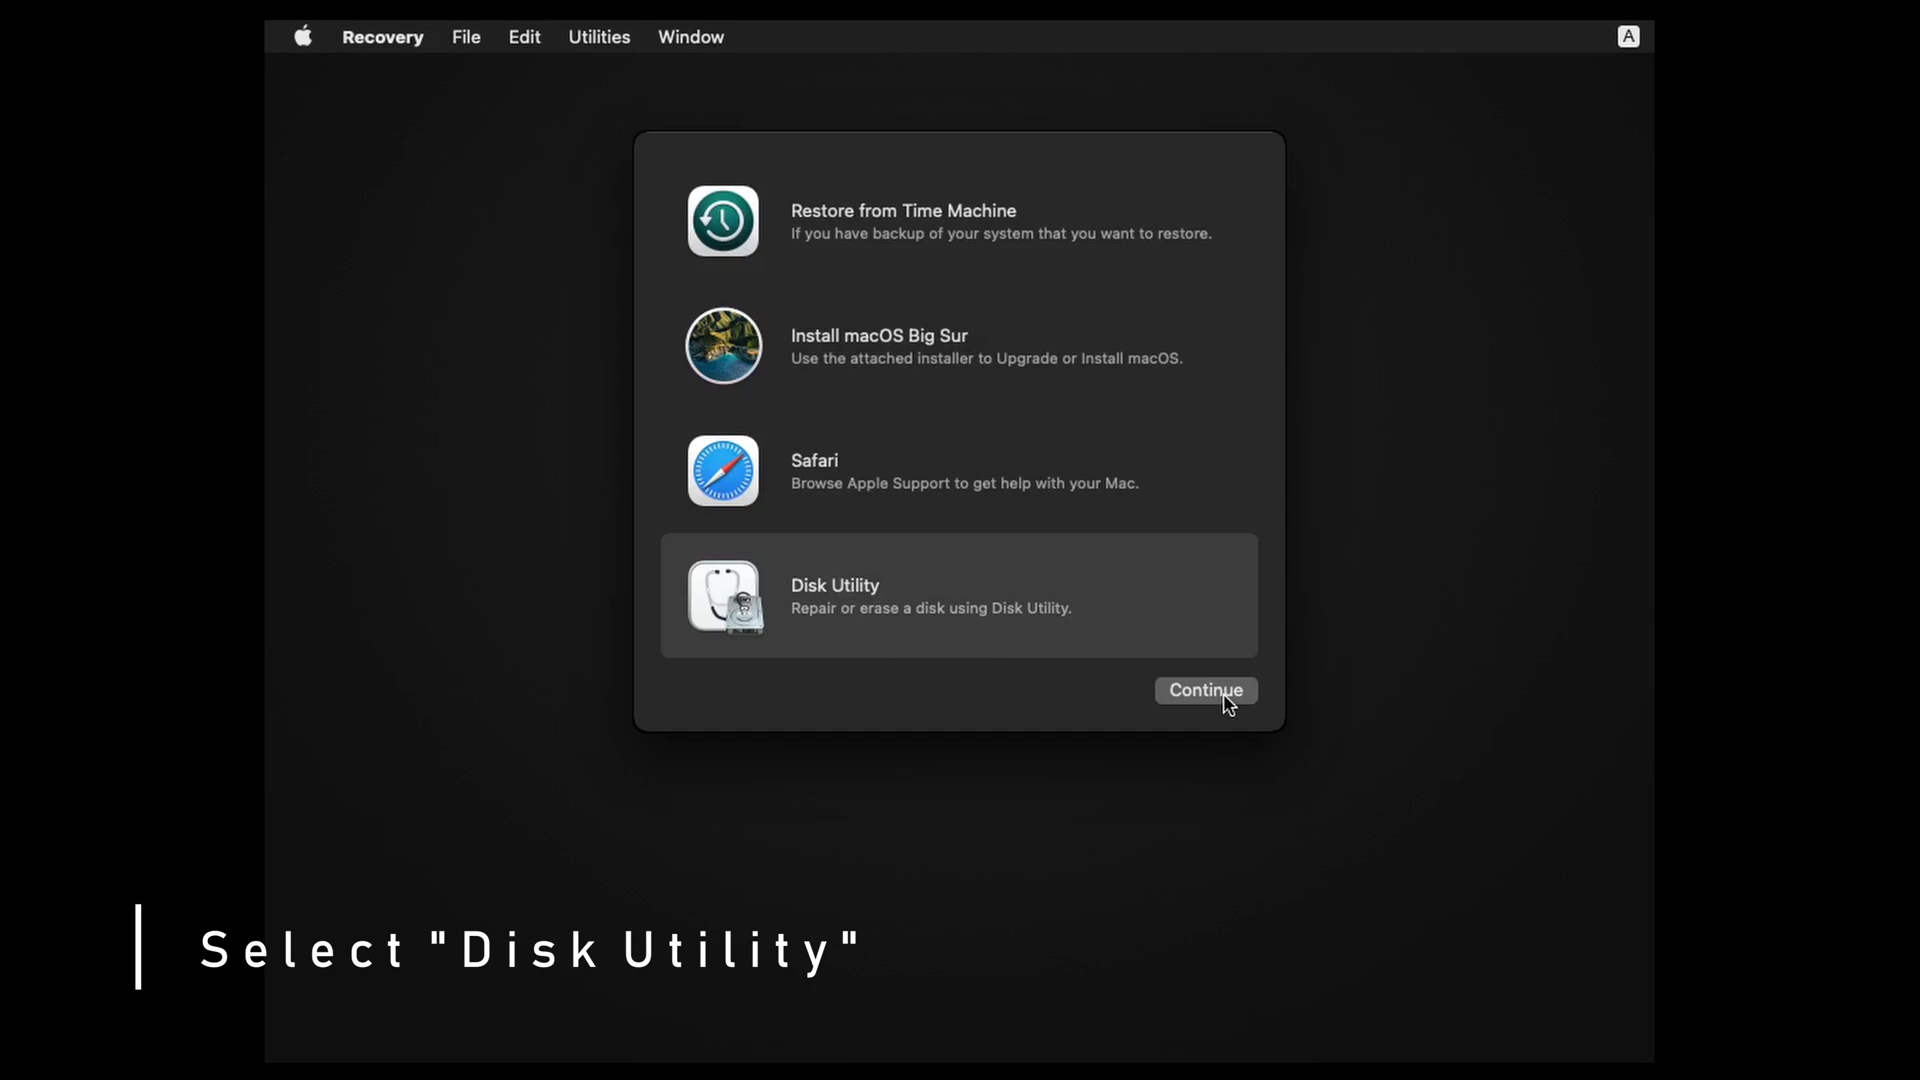 Recovery File Edit Utilities Window A
Restore from Time Machine
If you have backup of your system that you want to restore.
Install macOS Big Sur
Use the attached installer to Upgrade or Install macOS.
Safari
Browse Apple Support to get help with your Mac.
Disk Utility
Repair or erase a disk using Disk Utility.
Continue
Select "Disk Utility"